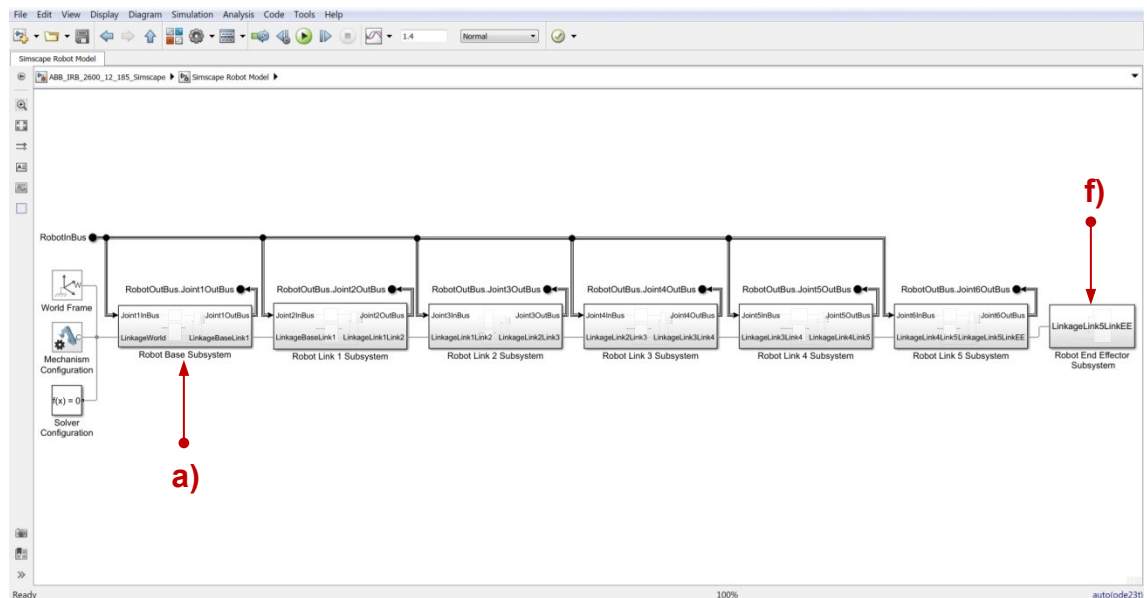 File Edit View Display Diagram Simulation Analysis Code Tools Help
1.4 Normal
Simscape Robot Model
ABB_IRB_2600_12_185_Simscape Simscape Robot Model
f)
RobotInBus
RobotOutBus.Joint1OutBus RobotOutBus.Joint2OutBus RobotOutBus.Joint3OutBus RobotOutBus.Joint4OutBus RobotOutBus.Joint5OutBus RobotOutBus.Joint6OutBus
W
World Frame
Joint1InBus Joint1OutBus Joint2InBus Joint2OutBus Joint3InBus Joint3OutBus Joint4InBus Joint4OutBus Joint5InBus Joint5OutBus Joint6InBus Joint6OutBus
LinkageWorld LinkageBaseLink1 LinkageBaseLink1 LinkageLink1Link2 LinkageLink1Link2 LinkageLink2Link3 LinkageLink2Link3 LinkageLink3Link4 LinkageLink3Link4 LinkageLink4Link5 LinkageLink4Link5 LinkageLink5LinkEE
LinkageLink5LinkEE
Robot Base Subsystem Robot Link 1 Subsystem Robot Link 2 Subsystem Robot Link 3 Subsystem Robot Link 4 Subsystem Robot Link 5 Subsystem
Robot End Effector
Subsystem
Mechanism
Configuration
f(x) = 0
Solver
Configuration
a)
Ready 100% auto(ode23t)